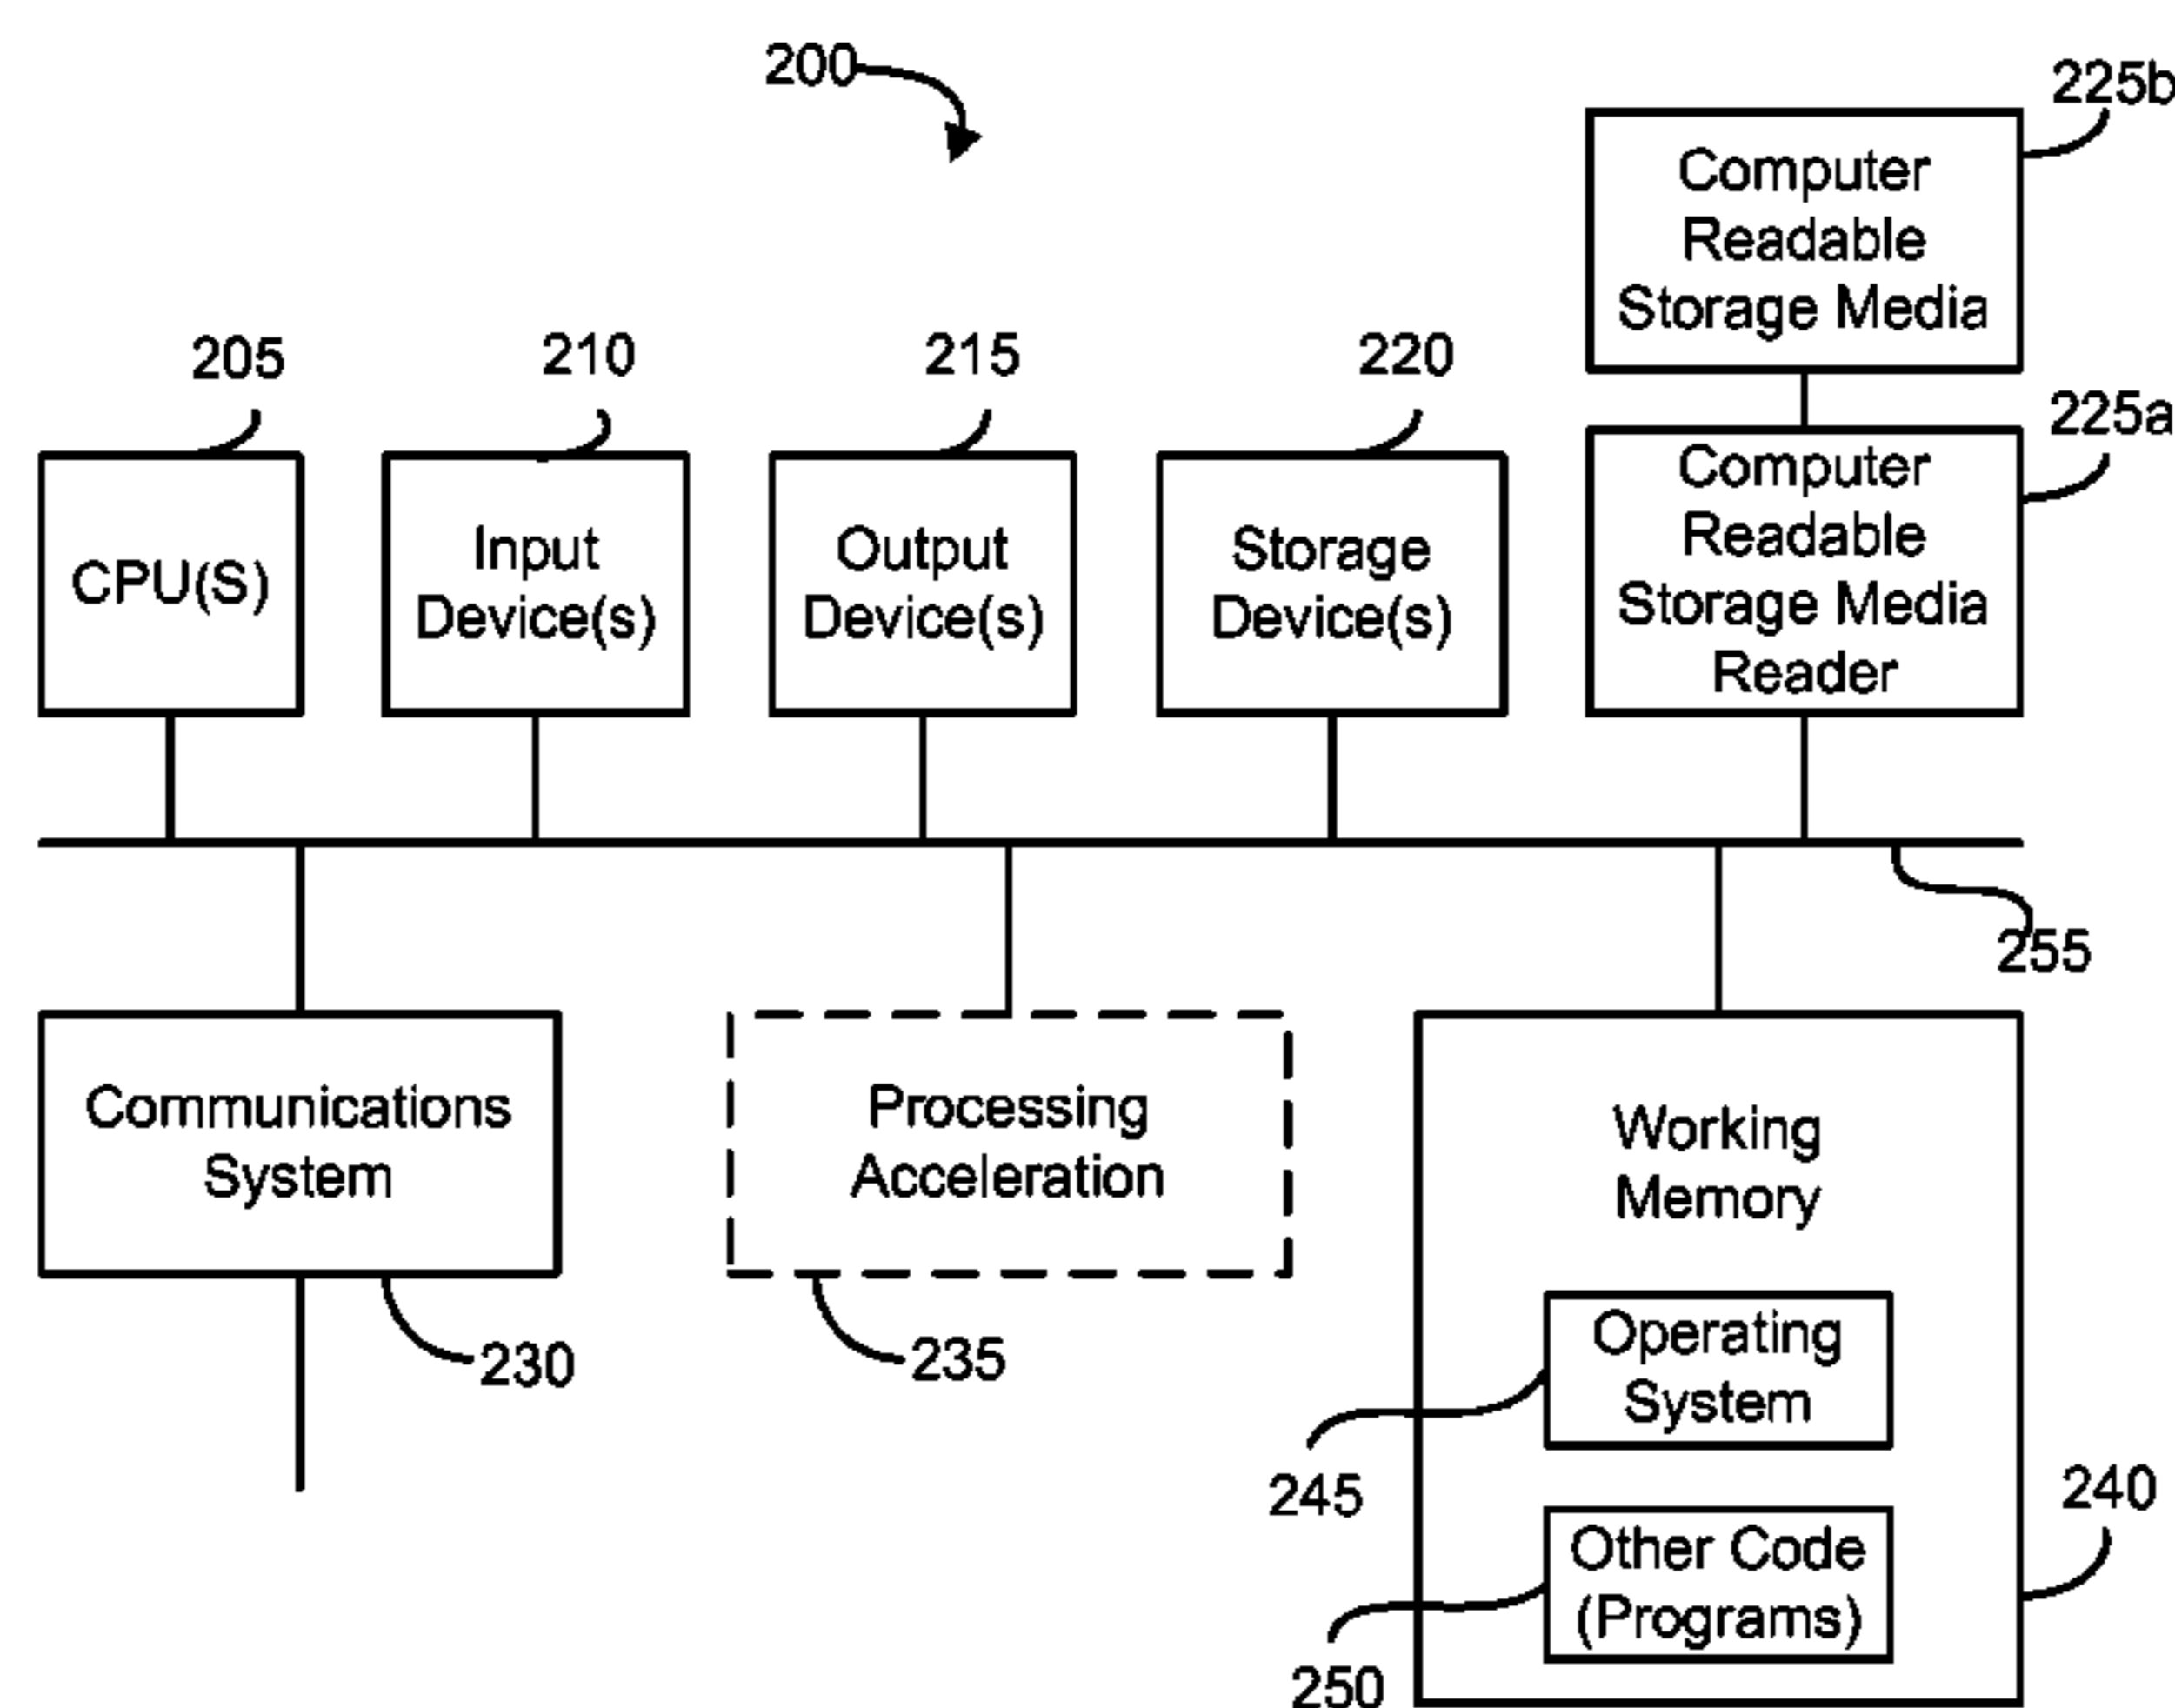 200
225b
Computer
Readable
Storage Media
205
210
215
220
225a
CPU(S)
Input
Device(s)
Output
Device(s)
Storage
Device(s)
Computer
Readable
Storage Media
Reader
255
Communications
System
230
Processing
Acceleration
235
Working
Memory
Operating
System
245
240
Other Code
(Programs)
250